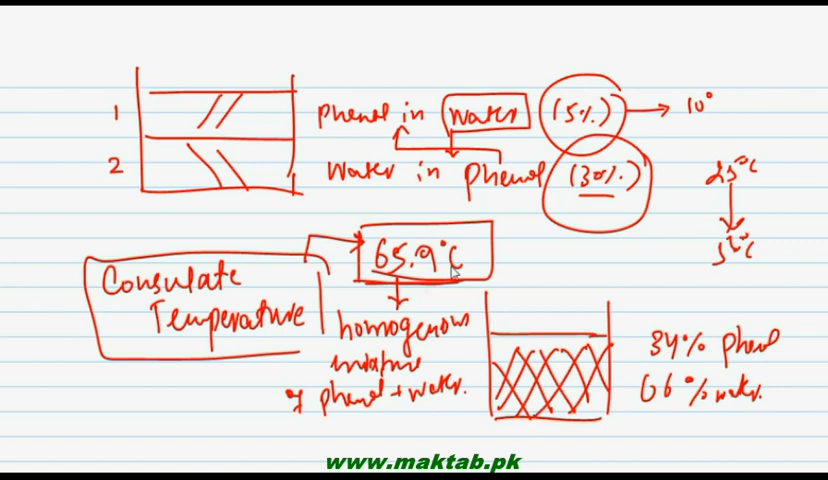 1 Phenol in Water (5%.) → 10°
2 Water in Phenol (30%.)
25°C
65.9°C
Consulate
Temperature
homogenous
mixture
of phenol + water.
34% Phenol
66% water.
www.maktab.pk